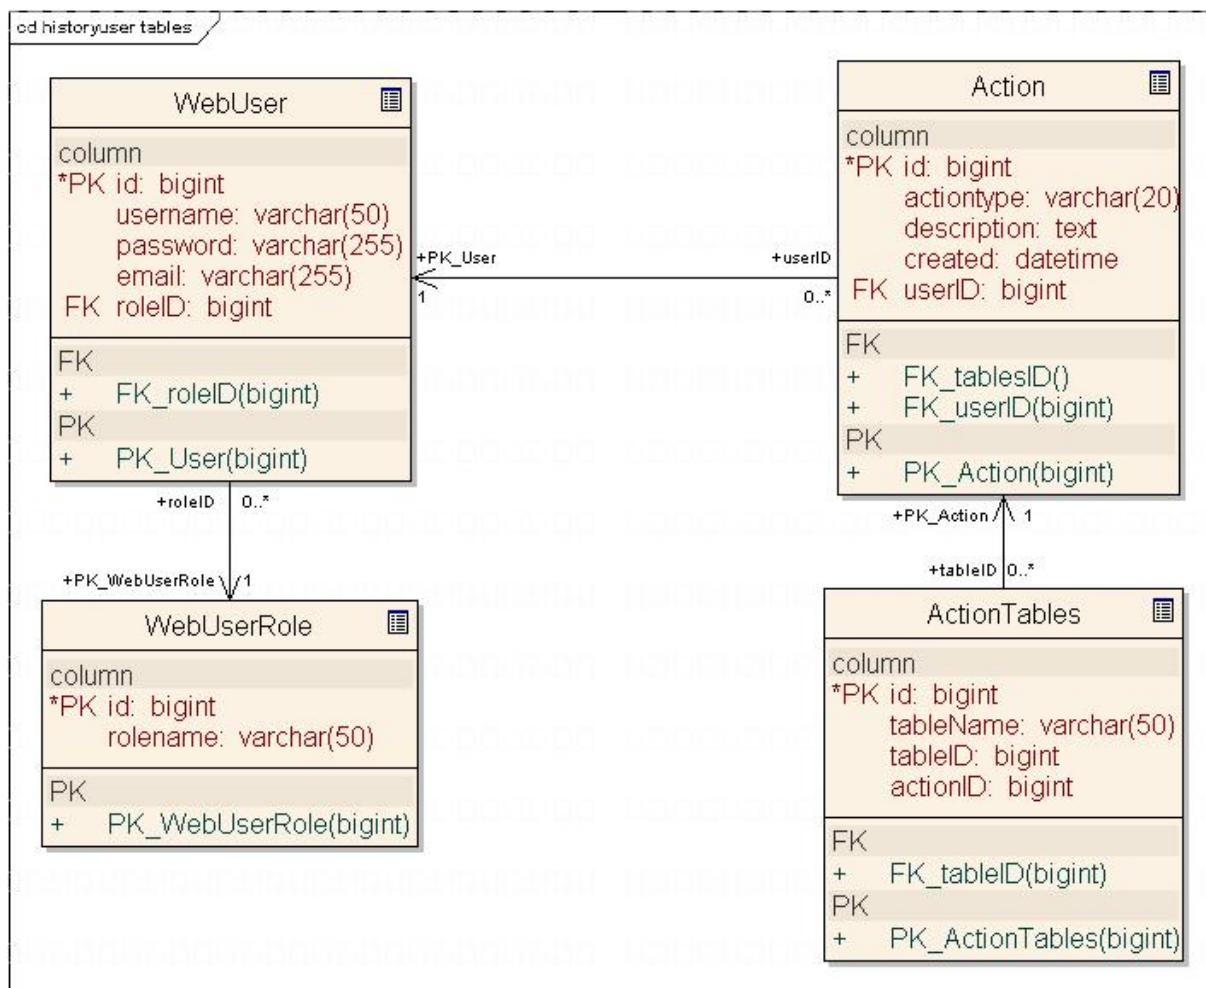 cd historyuser tables
WebUser
column
*PK id: bigint
username: varchar(50)
password: varchar(255)
email: varchar(255)
FK roleID: bigint
FK
+ FK_roleID(bigint)
PK
+ PK_User(bigint)
+PK_User
1
+userID
0..*
Action
column
*PK id: bigint
actiontype: varchar(20)
description: text
created: datetime
FK userID: bigint
FK
+ FK_tablesID()
+ FK_userID(bigint)
PK
+ PK_Action(bigint)
+roleID 0..*
+PK_WebUserRole 1
WebUserRole
column
*PK id: bigint
rolename: varchar(50)
PK
+ PK_WebUserRole(bigint)
+PK_Action 1
+tableID 0..*
ActionTables
column
*PK id: bigint
tableName: varchar(50)
tableID: bigint
actionID: bigint
FK
+ FK_tableID(bigint)
PK
+ PK_ActionTables(bigint)